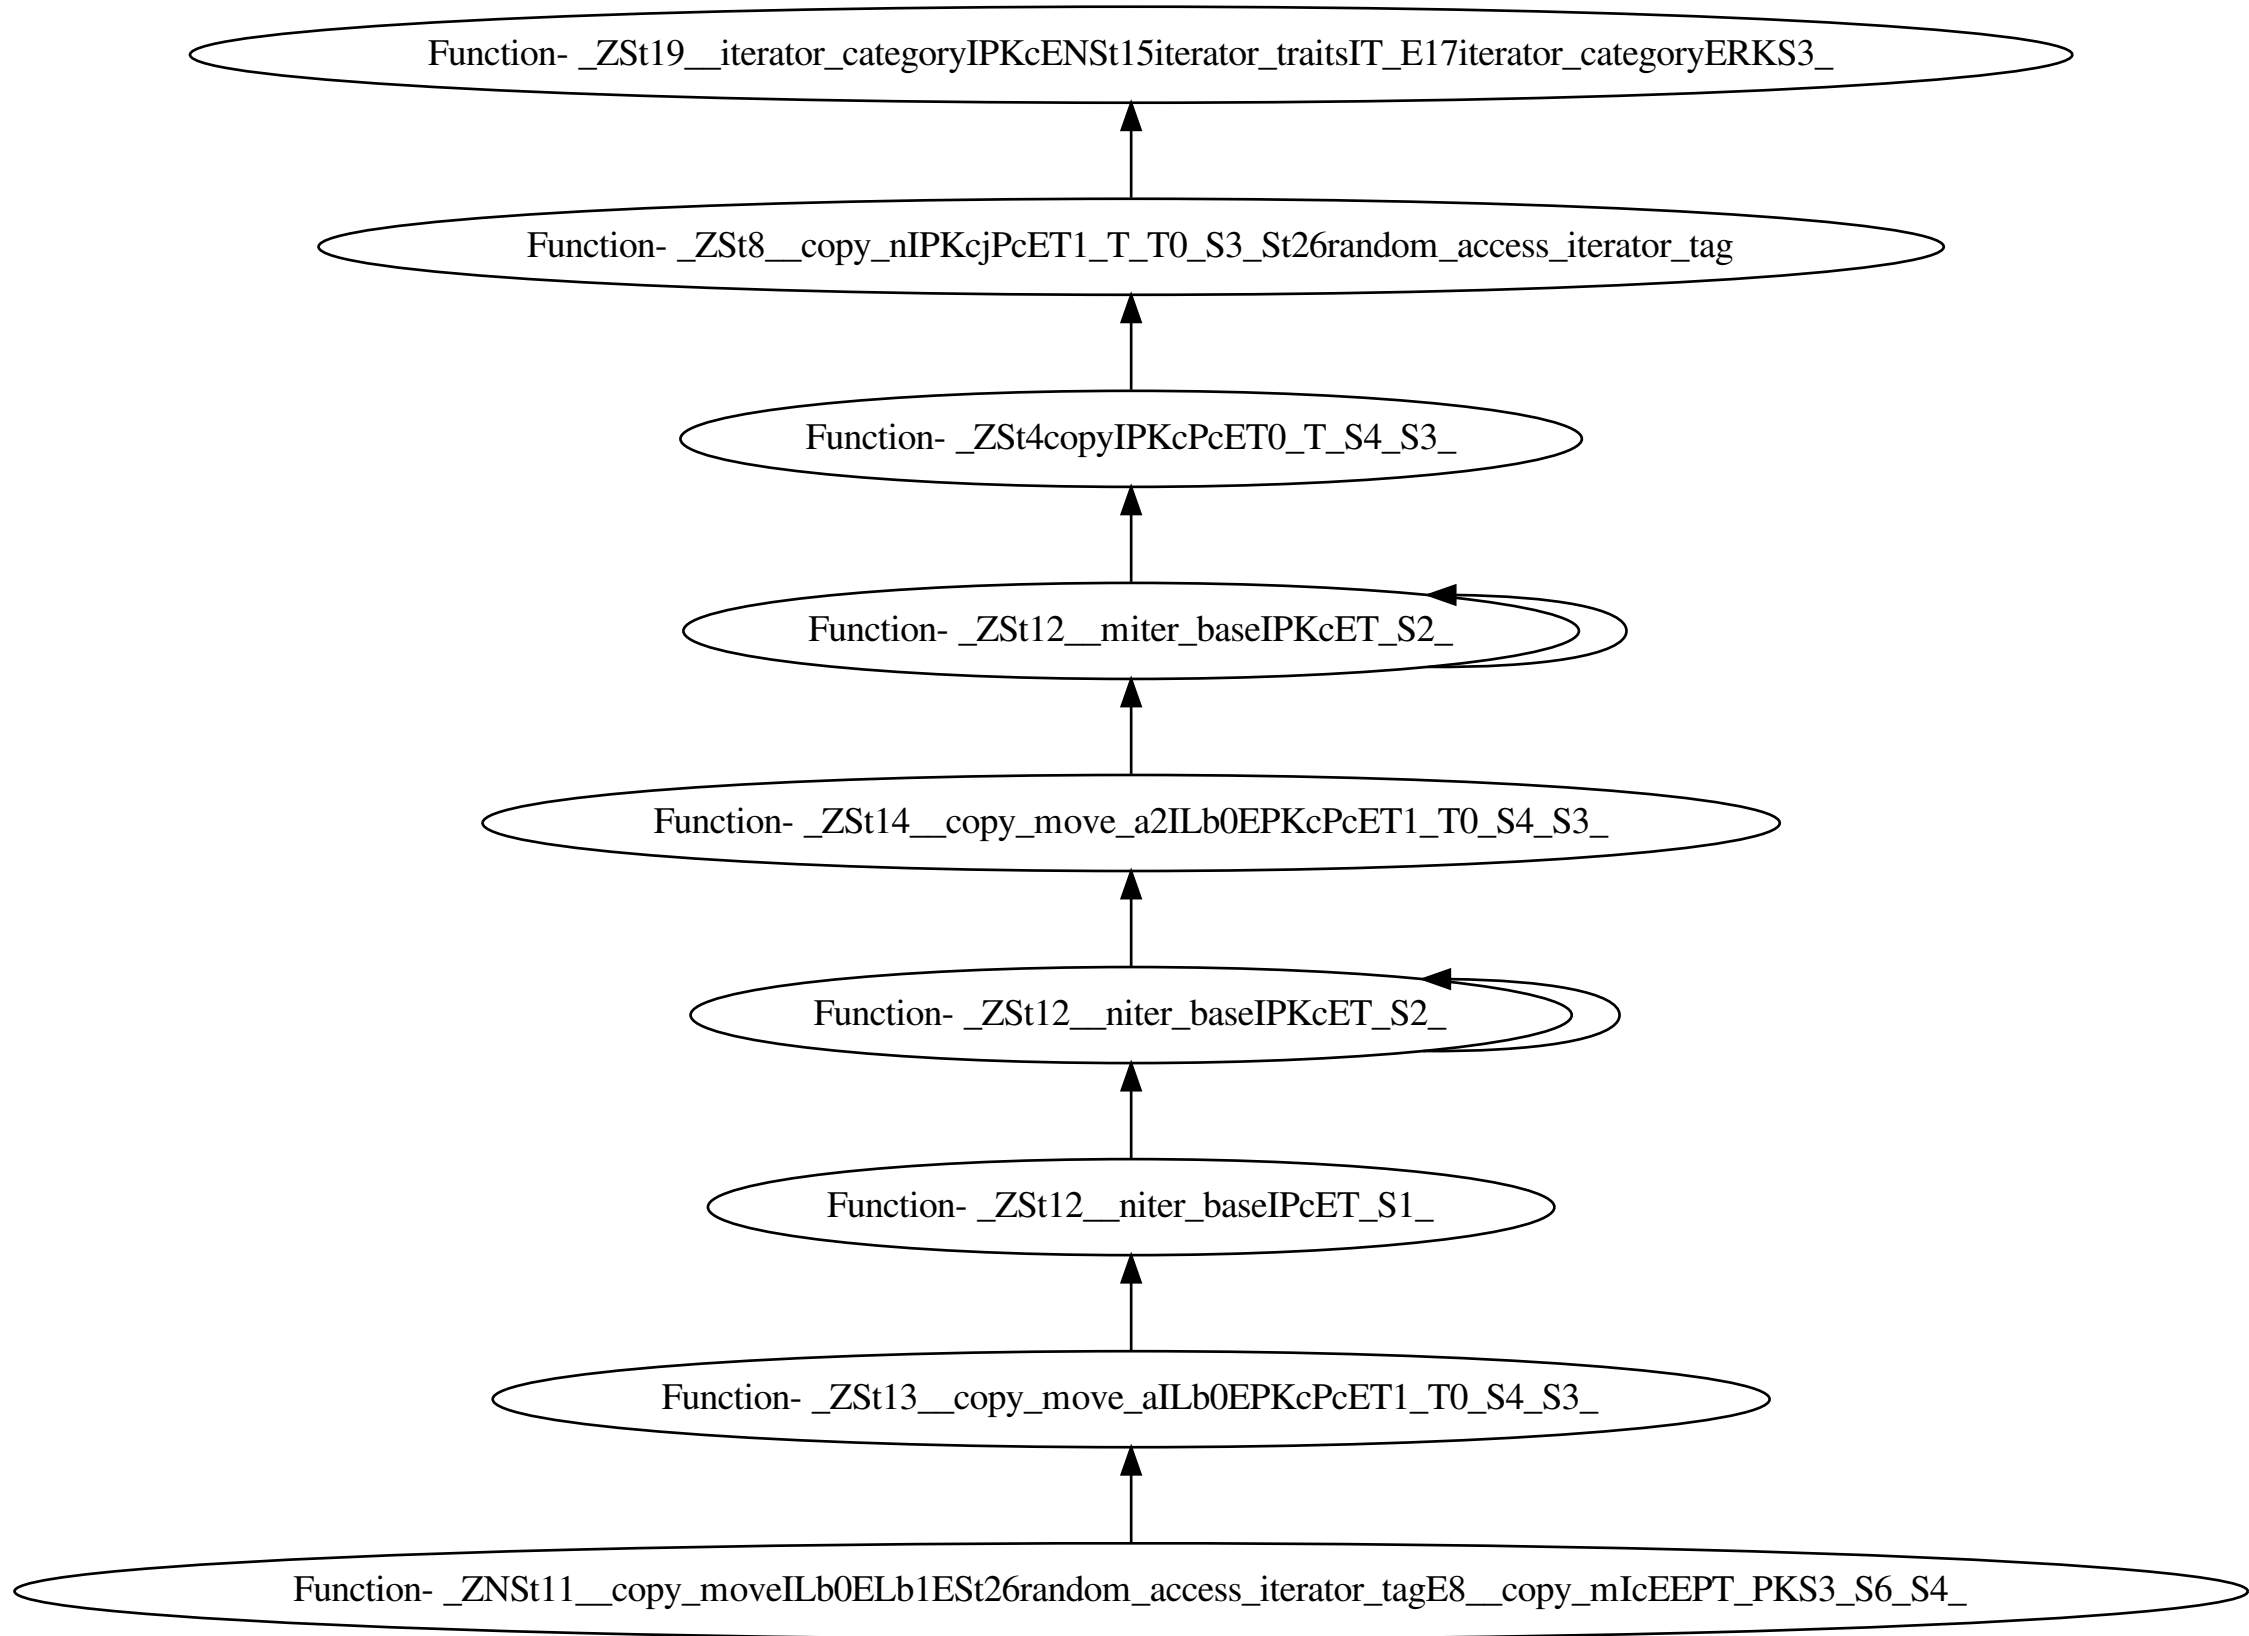 Function- _ZSt19__iterator_categoryIPKcENSt15iterator_traitsIT_E17iterator_categoryERKS3_
Function- _ZSt8__copy_nIPKcjPcET1_T_T0_S3_St26random_access_iterator_tag
Function- _ZSt4copyIPKcPcET0_T_S4_S3_
Function- _ZSt12__miter_baseIPKcET_S2_
Function- _ZSt14__copy_move_a2ILb0EPKcPcET1_T0_S4_S3_
Function- _ZSt12__niter_baseIPKcET_S2_
Function- _ZSt12__niter_baseIPcET_S1_
Function- _ZSt13__copy_move_aILb0EPKcPcET1_T0_S4_S3_
Function- _ZNSt11__copy_moveILb0ELb1ESt26random_access_iterator_tagE8__copy_mIcEEPT_PKS3_S6_S4_